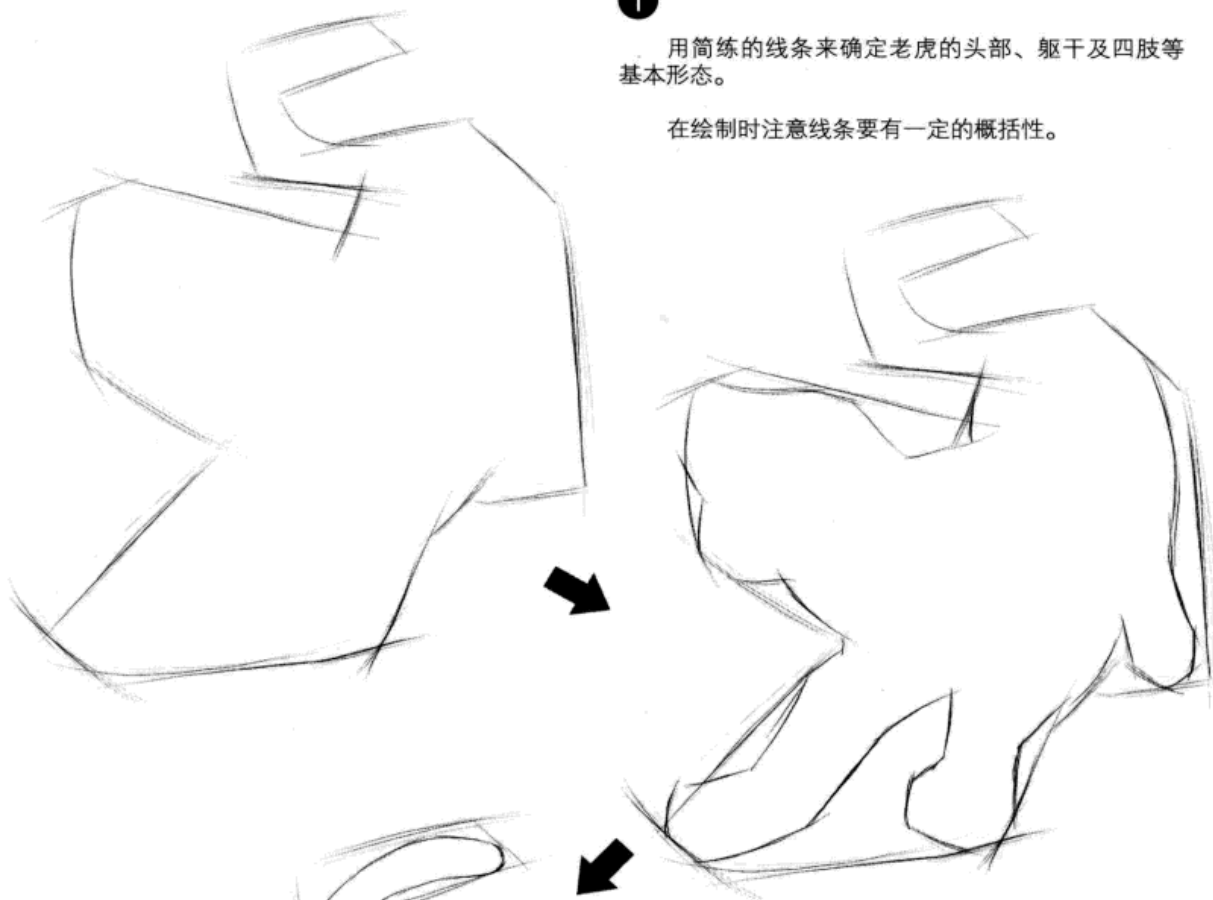 1
用简练的线条来确定老虎的头部、躯干及四肢等
基本形态。
在绘制时注意线条要有一定的概括性。